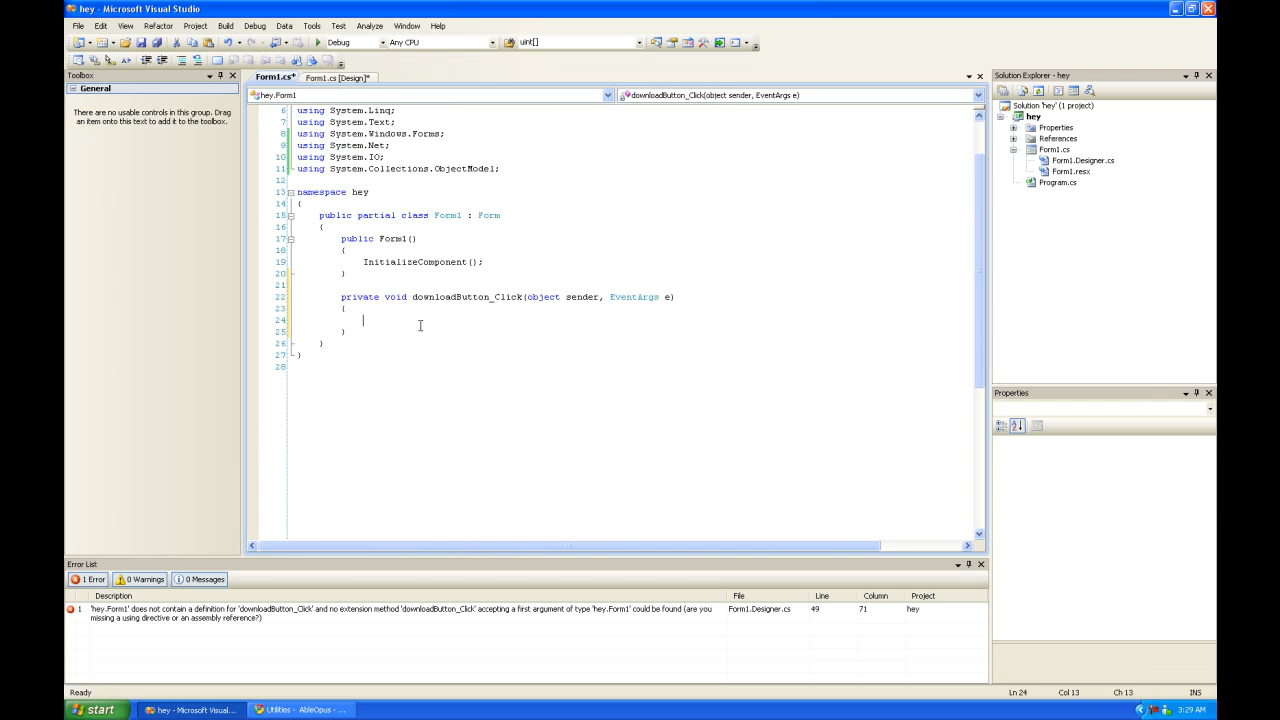 hey - Microsoft Visual Studio
File Edit View Refactor Project Build Debug Data Tools Test Analyze Window Help
Debug Any CPU uint[]
Toolbox
General
There are no usable controls in this group. Drag
an item onto this text to add it to the toolbox.
Form1.cs* Form1.cs [Design]*
hey.Form1 downloadButton_Click(object sender, EventArgs e)
6 using System.Linq;
7 using System.Text;
8 using System.Windows.Forms;
9 using System.Net;
10 using System.IO;
11 using System.Collections.ObjectModel;
12
13 namespace hey
14 {
15 public partial class Form1 : Form
16 {
17 public Form1()
18 {
19 InitializeComponent();
20 }
21
22 private void downloadButton_Click(object sender, EventArgs e)
23 {
24
25 }
26 }
27 }
28
Solution Explorer - hey
Solution 'hey' (1 project)
hey
Properties
References
Form1.cs
Form1.Designer.cs
Form1.resx
Program.cs
Properties
Error List
1 Error 0 Warnings 0 Messages
Description File Line Column Project
1 'hey.Form1' does not contain a definition for 'downloadButton_Click' and no extension method 'downloadButton_Click' accepting a first argument of type 'hey.Form1' could be found (are you Form1.Designer.cs 49 71 hey
missing a using directive or an assembly reference?)
Ready Ln 24 Col 13 Ch 13 INS
start hey - Microsoft Visual... Utilities - AbleOpus - ... 3:29 AM